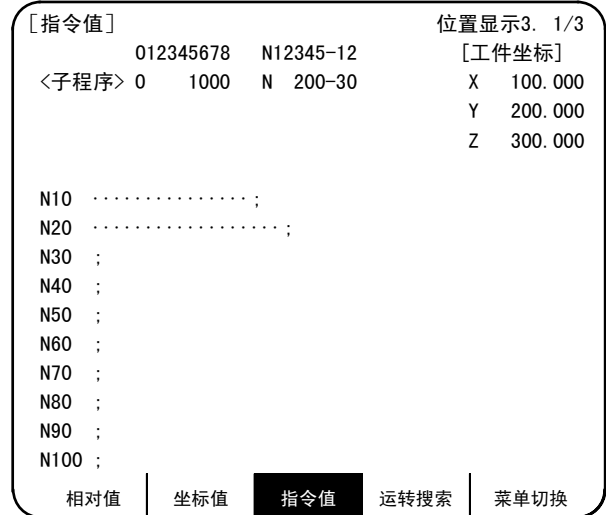 [指令值] 位置显示3. 1/3
O12345678 N12345-12 [工件坐标]
<子程序> O 1000 N 200-30 X 100.000
Y 200.000
Z 300.000
N10 ···············;
N20 ··················;
N30 ;
N40 ;
N50 ;
N60 ;
N70 ;
N80 ;
N90 ;
N100 ;
相对值 坐标值 指令值 运转搜索 菜单切换